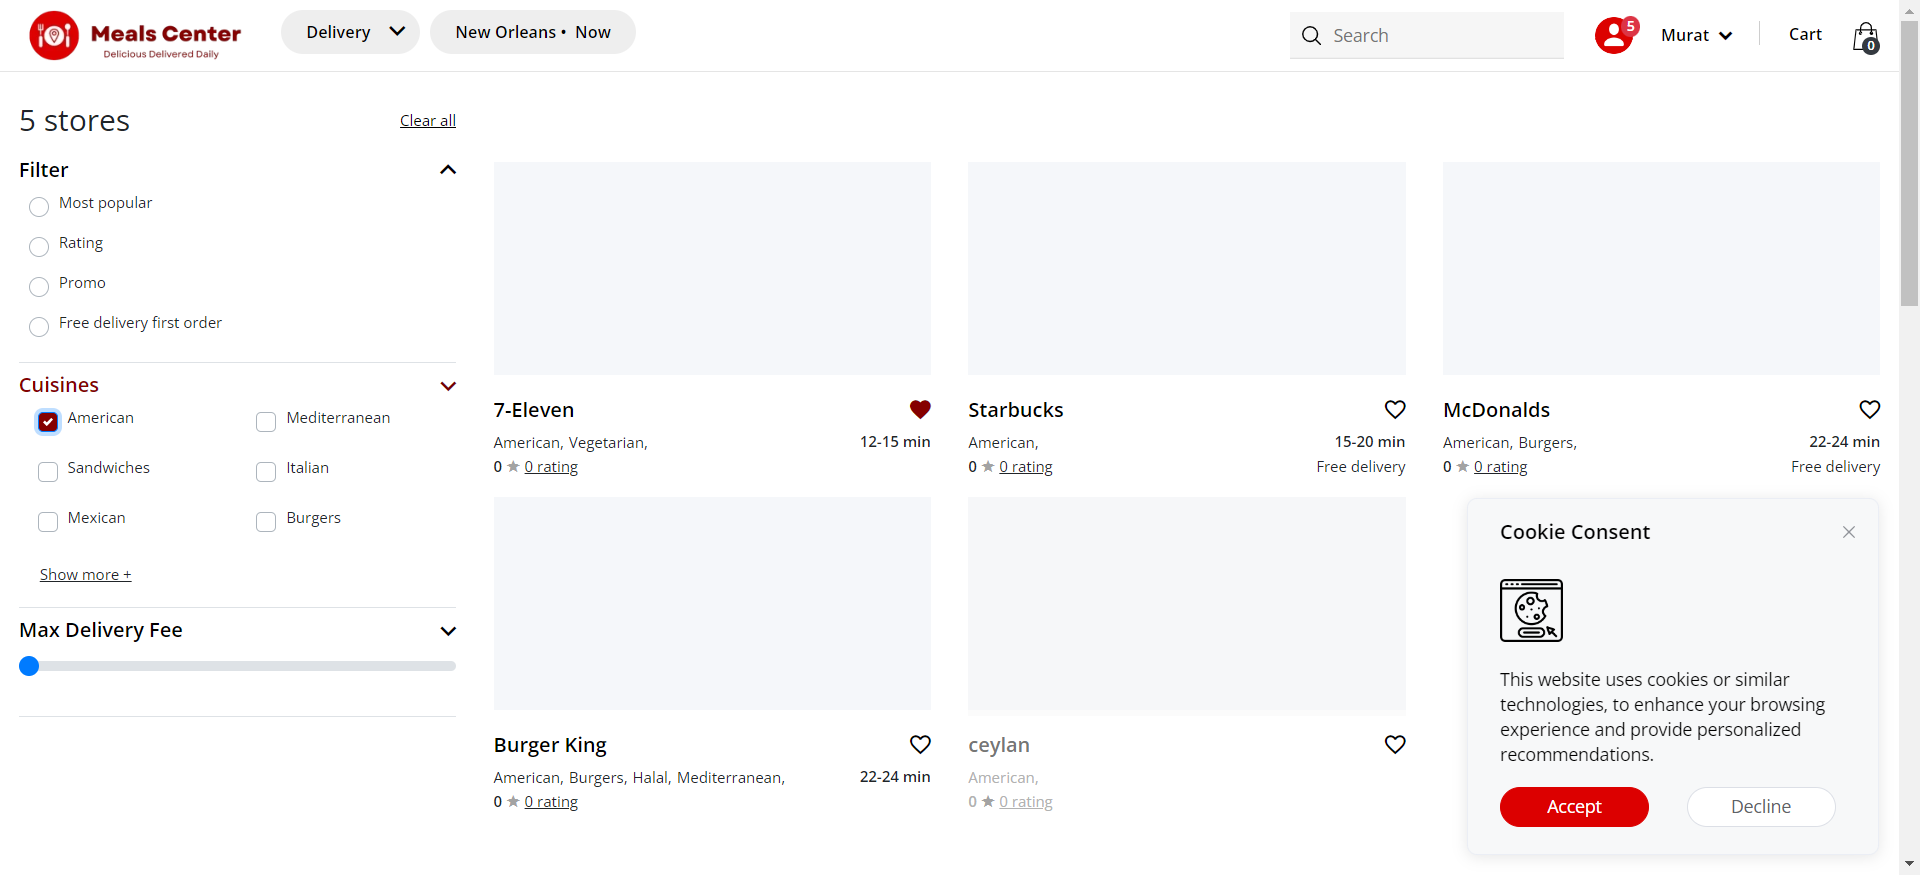 Meals Center
Delicious Delivered Daily
Delivery
New Orleans • Now
Search
5
Murat
Cart
0
5 stores
Clear all
Filter
Most popular
Rating
Promo
Free delivery first order
Cuisines
American
Mediterranean
Sandwiches
Italian
Mexican
Burgers
Show more +
Max Delivery Fee
7-Eleven
American, Vegetarian,
12-15 min
0 ★ 0 rating
Starbucks
American,
15-20 min
0 ★ 0 rating
Free delivery
McDonalds
American, Burgers,
22-24 min
0 ★ 0 rating
Free delivery
Burger King
American, Burgers, Halal, Mediterranean,
22-24 min
0 ★ 0 rating
ceylan
American,
0 ★ 0 rating
Cookie Consent
This website uses cookies or similar
technologies, to enhance your browsing
experience and provide personalized
recommendations.
Accept
Decline